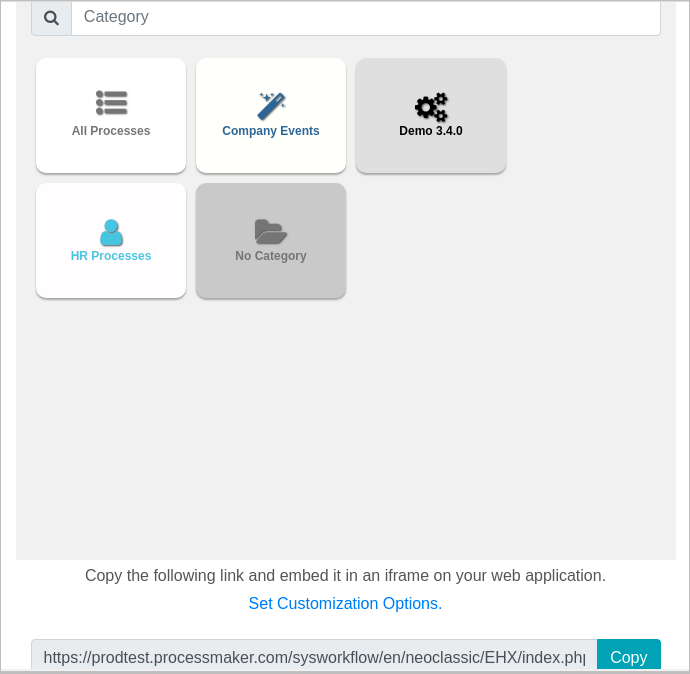 Category
All Processes
Company Events
Demo 3.4.0
HR Processes
No Category
Copy the following link and embed it in an iframe on your web application.
Set Customization Options.
https://prodtest.processmaker.com/sysworkflow/en/neoclassic/EHX/index.php
Copy